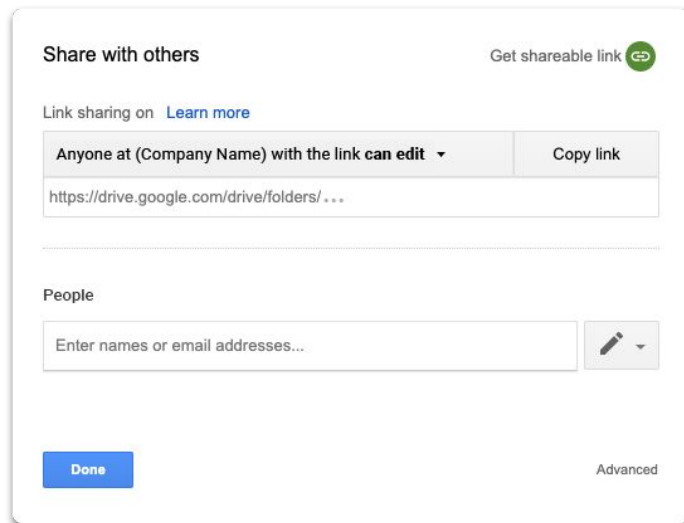 Share with others
Get shareable link
Link sharing on Learn more
Anyone at (Company Name) with the link can edit
Copy link
https://drive.google.com/drive/folders/...
People
Enter names or email addresses...
Done
Advanced